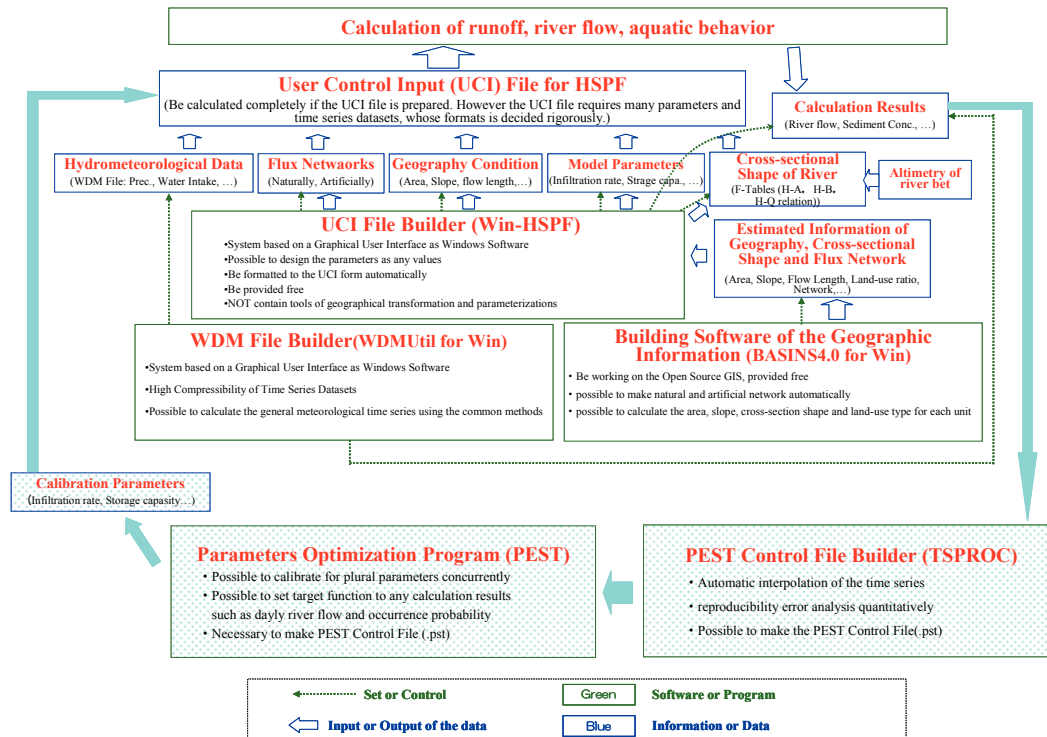 Calculation of runoff, river flow, aquatic behavior
User Control Input (UCI) File for HSPF
(Be calculated completely if the UCI file is prepared. However the UCI file requires many parameters and
time series datasets, whose formats is decided rigorously.)
Calculation Results
(River flow, Sediment Conc., …)
Hydrometeorological Data
(WDM File: Prec., Water Intake, …)
Flux Netwaorks
(Naturally, Artificially)
Geography Condition
(Area, Slope, flow length,…)
Model Parameters
(Infiltration rate, Strage capa., …)
Cross-sectional
Shape of River
(F-Tables (H-A, H-B,
H-Q relation))
Altimetry of
river bet
UCI File Builder (Win-HSPF)
•System based on a Graphical User Interface as Windows Software
•Possible to design the parameters as any values
•Be formatted to the UCI form automatically
•Be provided free
•NOT contain tools of geographical transformation and parameterizations
Estimated Information of
Geography, Cross-sectional
Shape and Flux Network
(Area, Slope, Flow Length, Land-use ratio,
Network,…)
WDM File Builder(WDMUtil for Win)
•System based on a Graphical User Interface as Windows Software
•High Compressibility of Time Series Datasets
•Possible to calculate the general meteorological time series using the common methods
Building Software of the Geographic
Information (BASINS4.0 for Win)
• Be working on the Open Source GIS, provided free
• possible to make natural and artificial network automatically
• possible to calculate the area, slope, cross-section shape and land-use type for each unit
Calibration Parameters
(Infiltration rate, Storage capasity…)
Parameters Optimization Program (PEST)
• Possible to calibrate for plural parameters concurrently
• Possible to set target function to any calculation results
such as dayly river flow and occurrence probability
• Necessary to make PEST Control File (.pst)
PEST Control File Builder (TSPROC)
• Automatic interpolation of the time series
• reproducibility error analysis quantitatively
• Possible to make the PEST Control File(.pst)
Set or Control
Green
Software or Program
Input or Output of the data
Blue
Information or Data